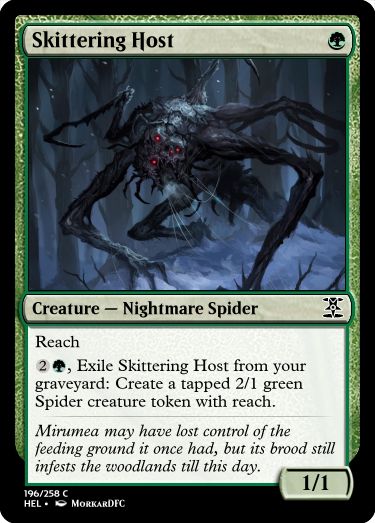 Skittering Host
Creature — Nightmare Spider
Reach
2, Exile Skittering Host from your
graveyard: Create a tapped 2/1 green
Spider creature token with reach.
Mirumea may have lost control of the
feeding ground it once had, but its brood still
infests the woodlands till this day.
1/1
196/258 C
HEL • MorkarDFC